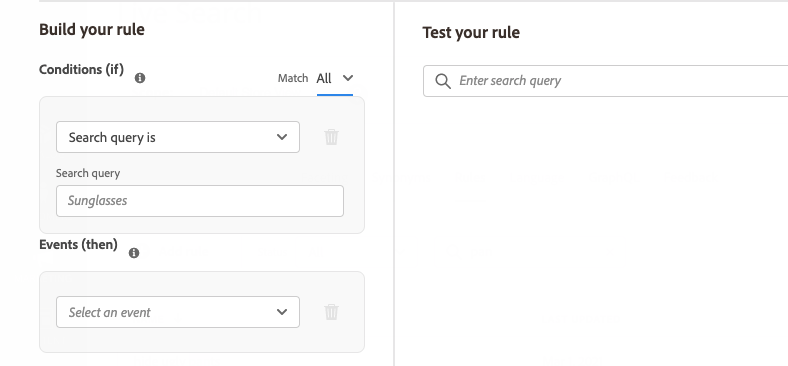 Build your rule
Conditions (if)
Match All
Search query is
Search query
Sunglasses
Events (then)
Select an event
Test your rule
Enter search query